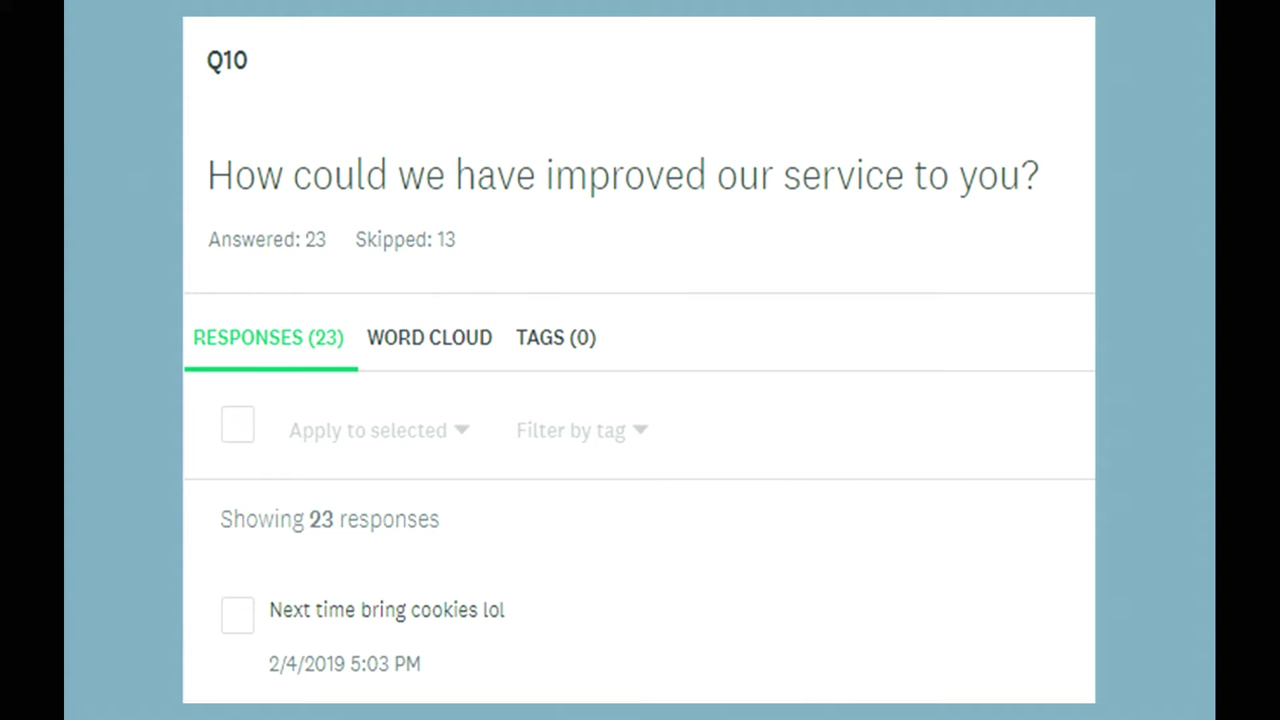 Q10
How could we have improved our service to you?
Answered: 23 Skipped: 13
RESPONSES (23) WORD CLOUD TAGS (0)
Apply to selected Filter by tag
Showing 23 responses
Next time bring cookies lol
2/4/2019 5:03 PM